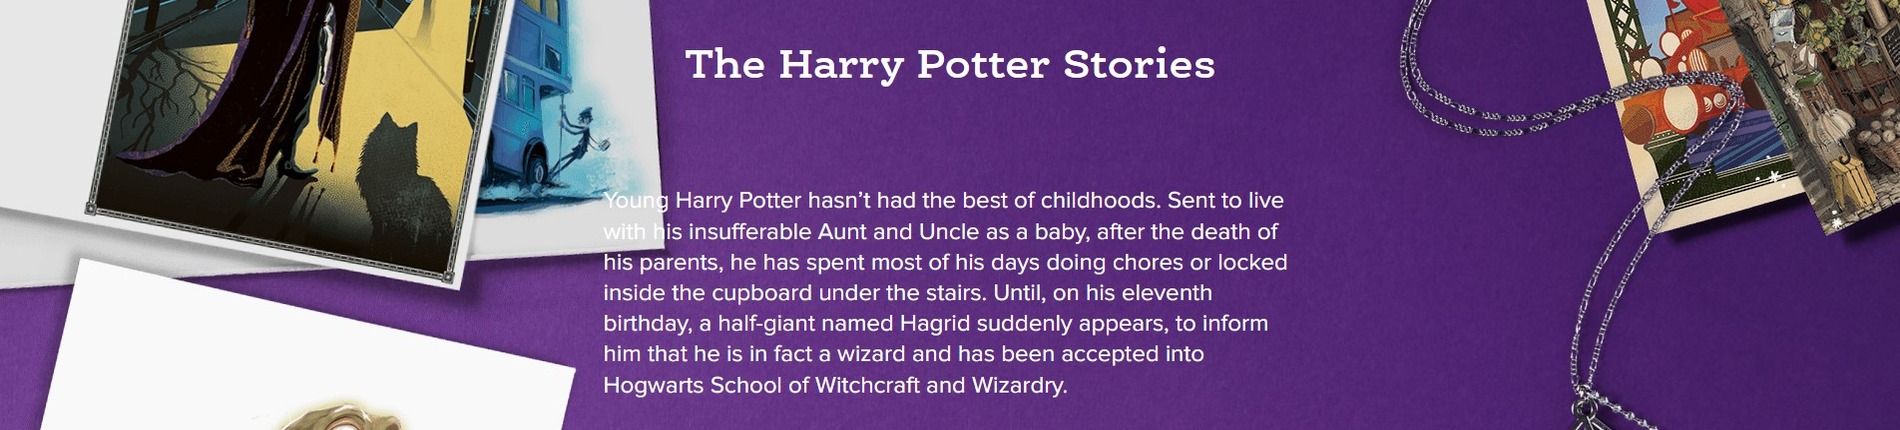 The Harry Potter Stories
Young Harry Potter hasn’t had the best of childhoods. Sent to live
with his insufferable Aunt and Uncle as a baby, after the death of
his parents, he has spent most of his days doing chores or locked
inside the cupboard under the stairs. Until, on his eleventh
birthday, a half-giant named Hagrid suddenly appears, to inform
him that he is in fact a wizard and has been accepted into
Hogwarts School of Witchcraft and Wizardry.